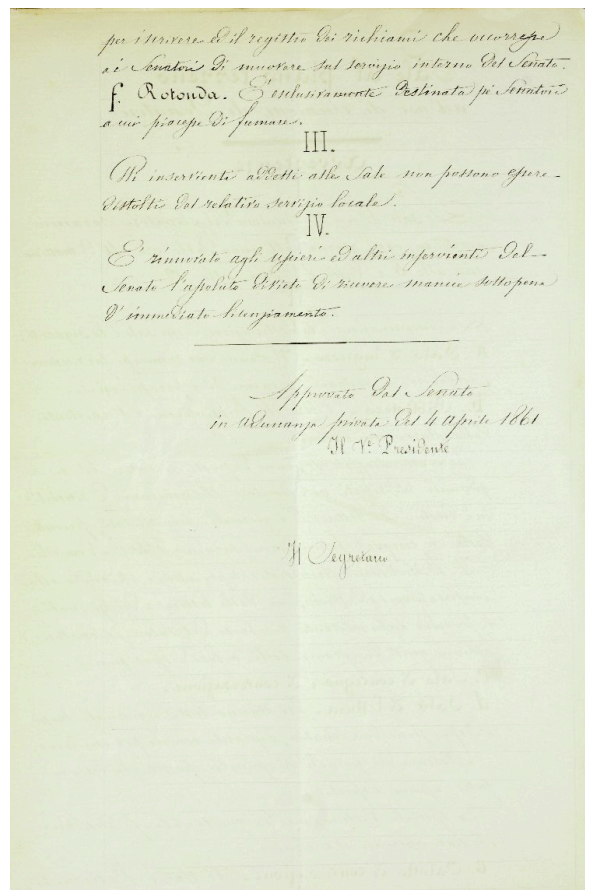 per iscrivere ed il registro dei richiami che occorresse
ai Senatori di muovere sul servizio interno del Senato.
f. Rotonda. È esclusivamente destinata pei Senatori
a cui piacesse di fumare.
III.
Gli inservienti addetti alle Sale non possono essere
distolti dal relativo servizio locale.
IV.
È rinnovato agli uscieri ed altri inservienti del
Senato l'assoluto divieto di ricevere mancie sotto pena
d'immediato licenziamento.
Approvato dal Senato
in adunanza privata del 4 Aprile 1861
Il V.e Presidente
Il Segretario